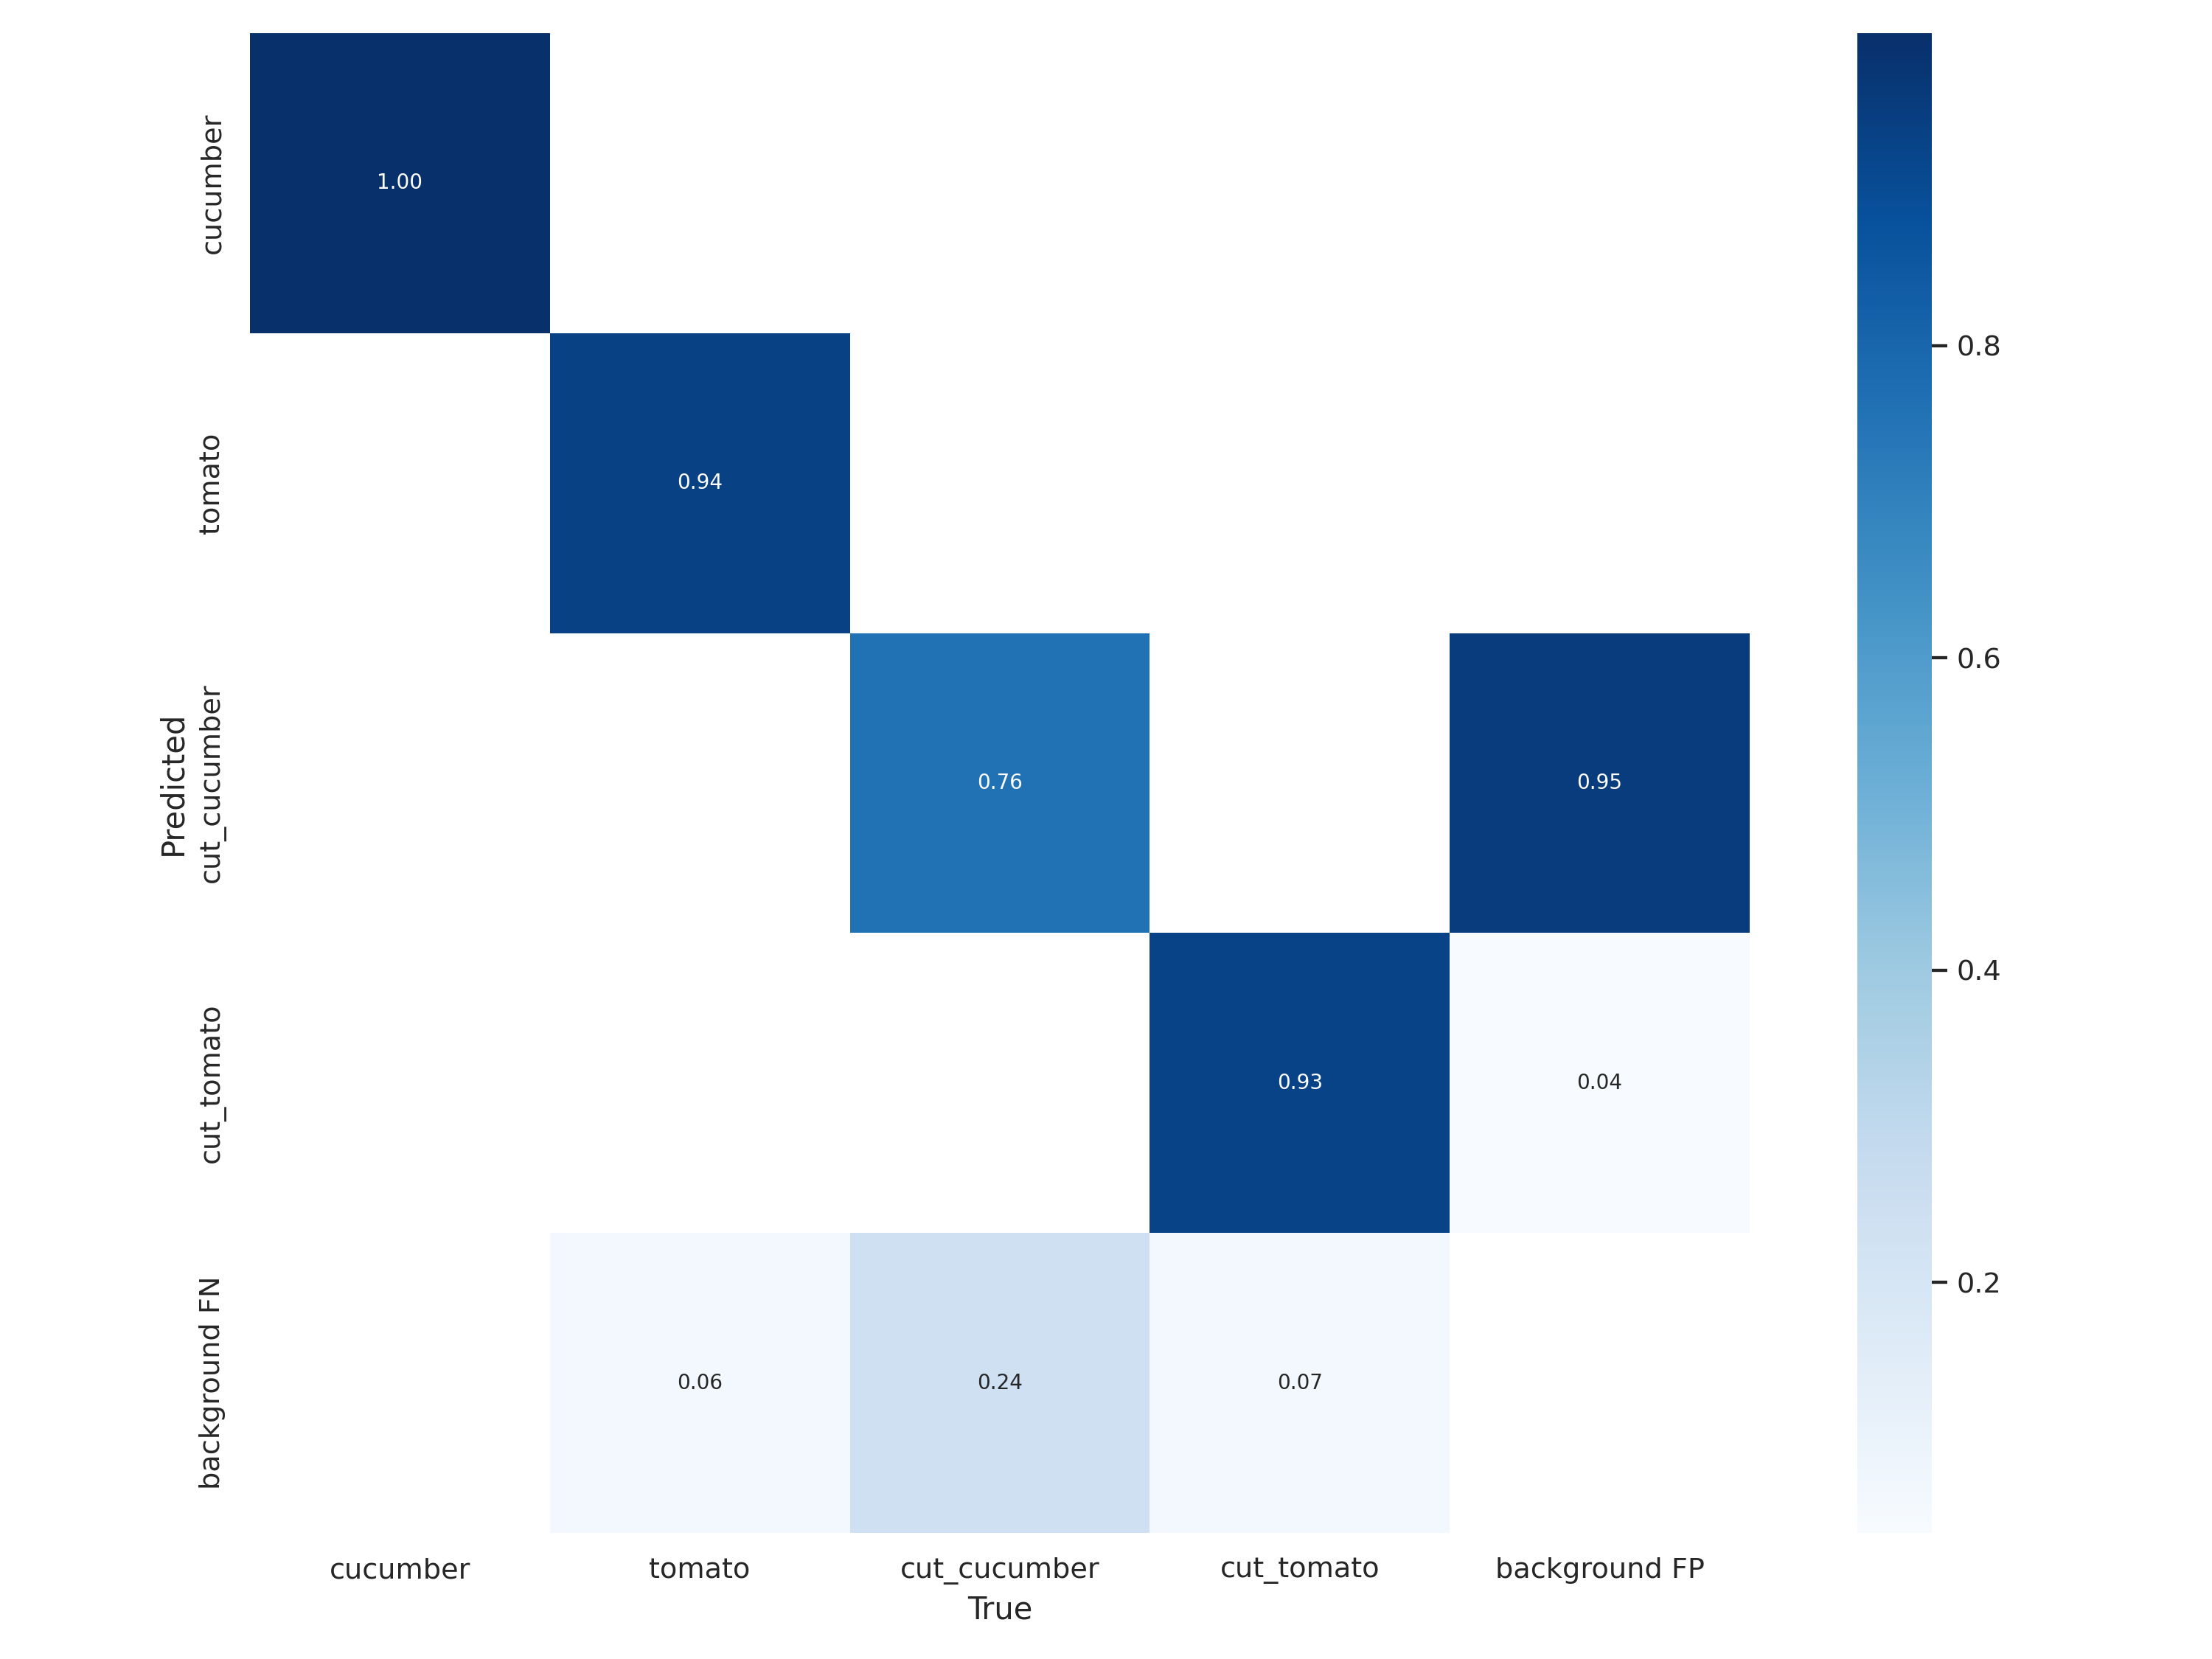 cucumber
1.00
tomato
0.94
0.8
Predicted
cut_cucumber
0.76
0.95
0.6
cut_tomato
0.93
0.04
0.4
background FN
0.06
0.24
0.07
0.2
cucumber
tomato
cut_cucumber
cut_tomato
background FP
True